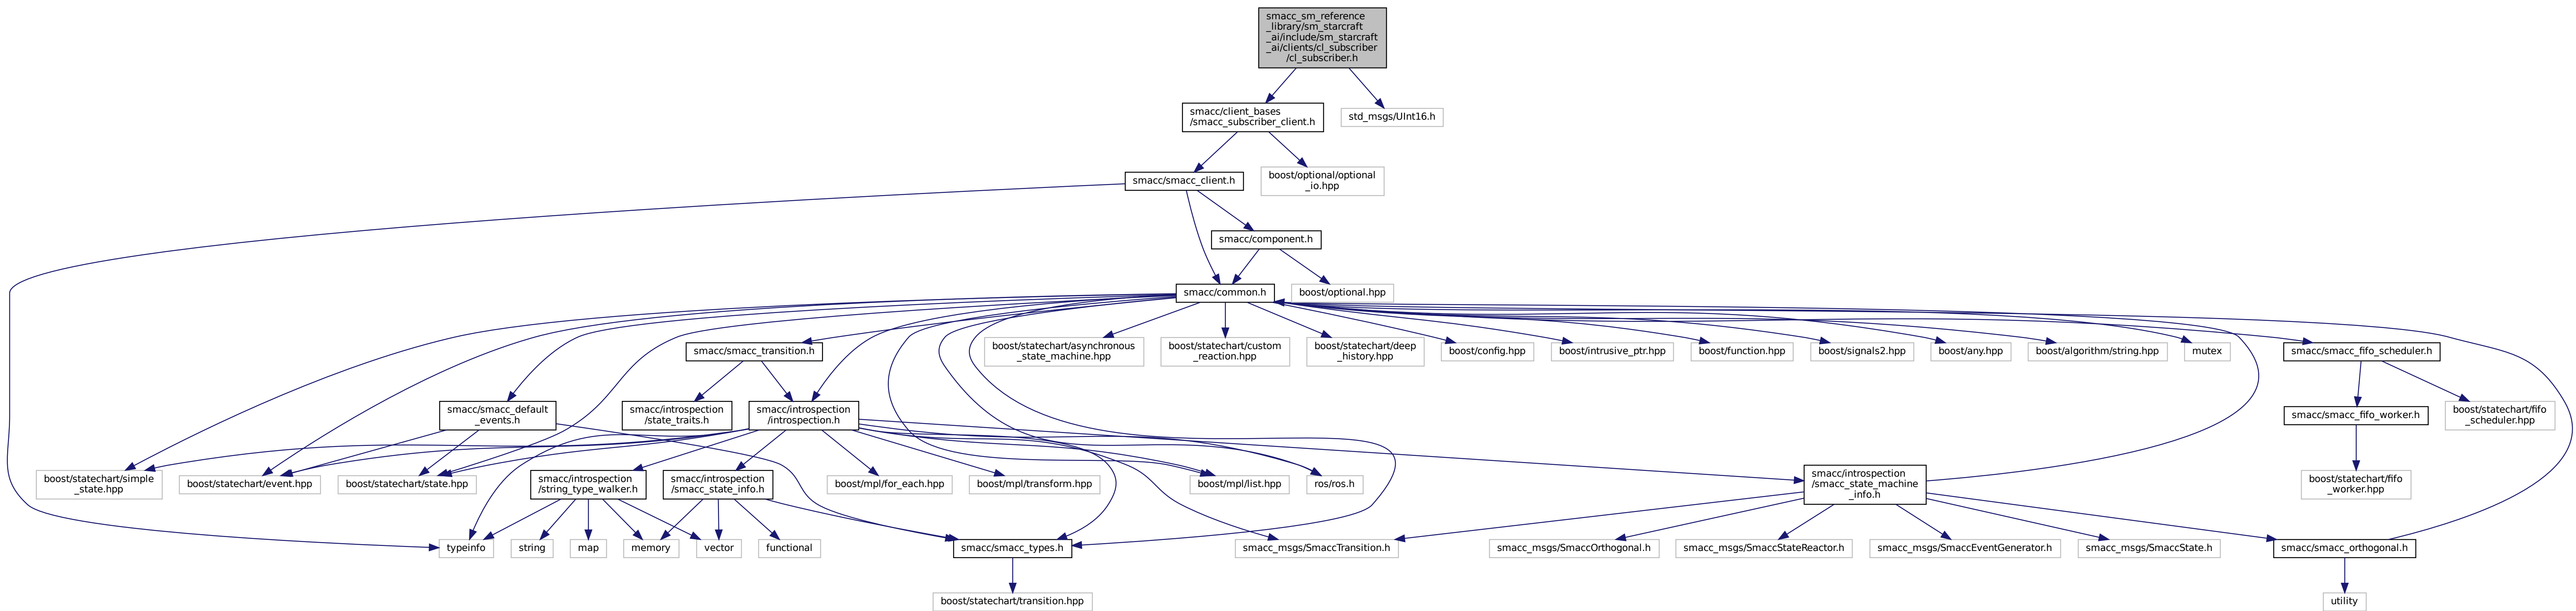 smacc_sm_reference
_library/sm_starcraft
_ai/include/sm_starcraft
_ai/clients/cl_subscriber
/cl_subscriber.h
smacc/client_bases
/smacc_subscriber_client.h
std_msgs/UInt16.h
smacc/smacc_client.h
boost/optional/optional
_io.hpp
smacc/component.h
smacc/common.h
boost/optional.hpp
smacc/smacc_transition.h
boost/statechart/asynchronous
_state_machine.hpp
boost/statechart/custom
_reaction.hpp
boost/statechart/deep
_history.hpp
boost/config.hpp
boost/intrusive_ptr.hpp
boost/function.hpp
boost/signals2.hpp
boost/any.hpp
boost/algorithm/string.hpp
mutex
smacc/smacc_fifo_scheduler.h
smacc/smacc_default
_events.h
smacc/introspection
/state_traits.h
smacc/introspection
/introspection.h
smacc/smacc_fifo_worker.h
boost/statechart/fifo
_scheduler.hpp
boost/statechart/simple
_state.hpp
boost/statechart/event.hpp
boost/statechart/state.hpp
smacc/introspection
/string_type_walker.h
smacc/introspection
/smacc_state_info.h
boost/mpl/for_each.hpp
boost/mpl/transform.hpp
boost/mpl/list.hpp
ros/ros.h
smacc/introspection
/smacc_state_machine
_info.h
boost/statechart/fifo
_worker.hpp
typeinfo
string
map
memory
vector
functional
smacc/smacc_types.h
smacc_msgs/SmaccTransition.h
smacc_msgs/SmaccOrthogonal.h
smacc_msgs/SmaccStateReactor.h
smacc_msgs/SmaccEventGenerator.h
smacc_msgs/SmaccState.h
smacc/smacc_orthogonal.h
boost/statechart/transition.hpp
utility